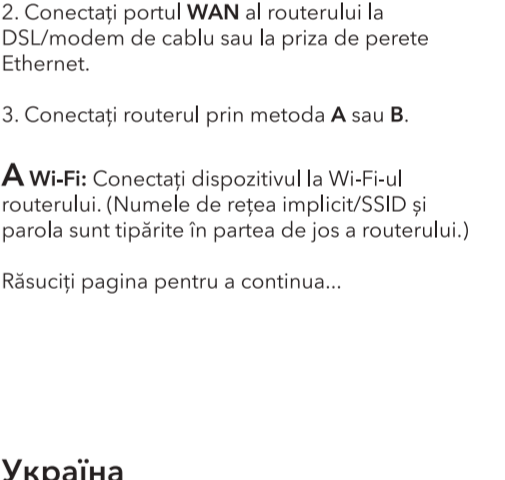 2. Conectați portul WAN al routerului la
DSL/modem de cablu sau la priza de perete
Ethernet.
3. Conectați routerul prin metoda A sau B.
A Wi-Fi: Conectați dispozitivul la Wi-Fi-ul
routerului. (Numele de rețea implicit/SSID și
parola sunt tipărite în partea de jos a routerului.)
Răsuciți pagina pentru a continua...
Україна